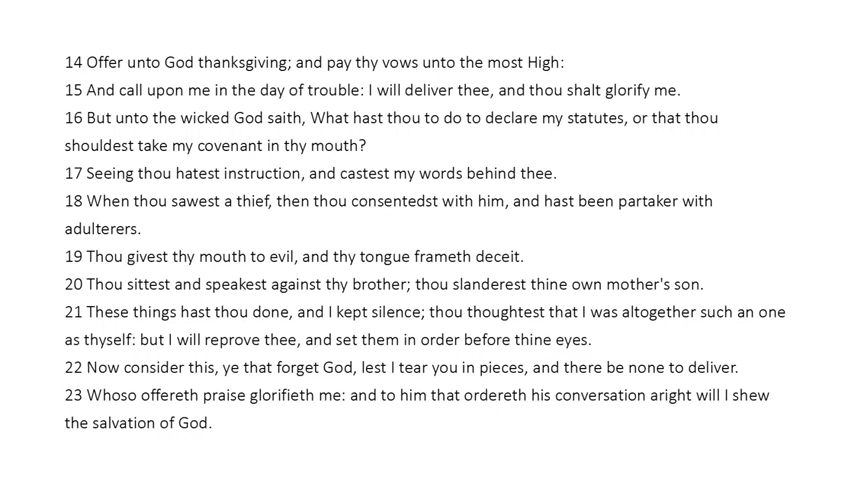 14 Offer unto God thanksgiving; and pay thy vows unto the most High:
15 And call upon me in the day of trouble: I will deliver thee, and thou shalt glorify me.
16 But unto the wicked God saith, What hast thou to do to declare my statutes, or that thou
shouldest take my covenant in thy mouth?
17 Seeing thou hatest instruction, and castest my words behind thee.
18 When thou sawest a thief, then thou consentedst with him, and hast been partaker with
adulterers.
19 Thou givest thy mouth to evil, and thy tongue frameth deceit.
20 Thou sittest and speakest against thy brother; thou slanderest thine own mother's son.
21 These things hast thou done, and I kept silence; thou thoughtest that I was altogether such an one
as thyself: but I will reprove thee, and set them in order before thine eyes.
22 Now consider this, ye that forget God, lest I tear you in pieces, and there be none to deliver.
23 Whoso offereth praise glorifieth me: and to him that ordereth his conversation aright will I shew
the salvation of God.